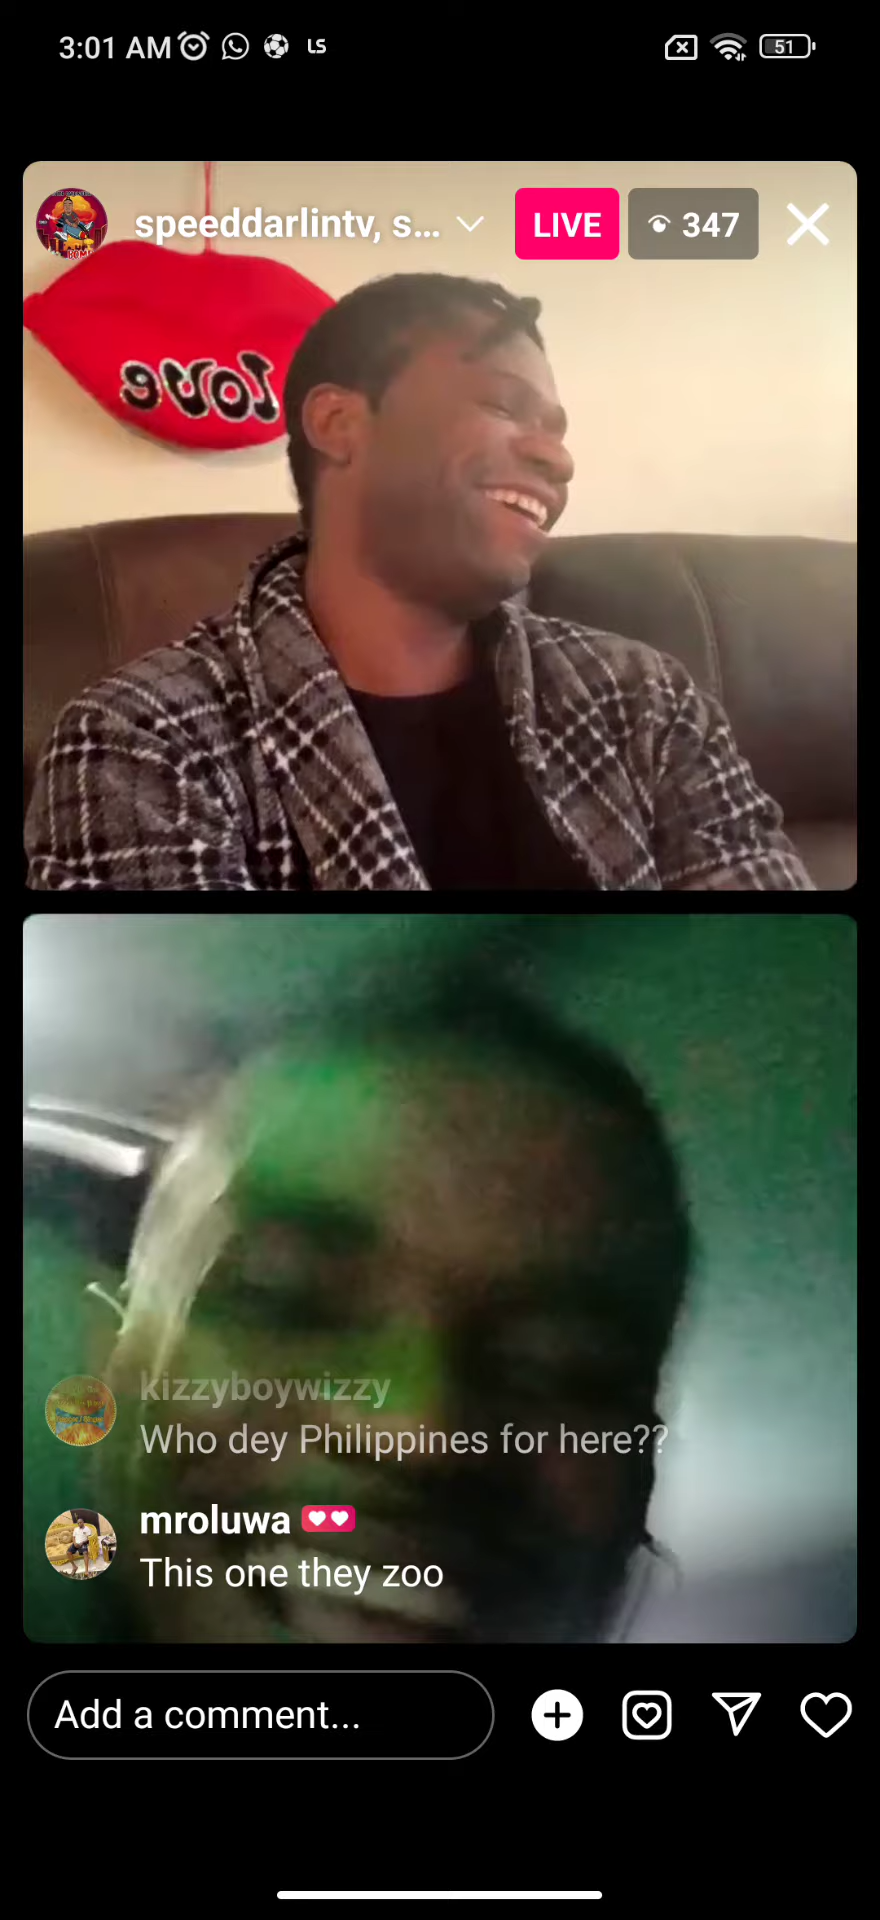 3:01 AM
LS
51
speeddarlintv, s...
LIVE
347
Love
kizzyboywizzy
Who dey Philippines for here??
mroluwa
This one they zoo
Add a comment...